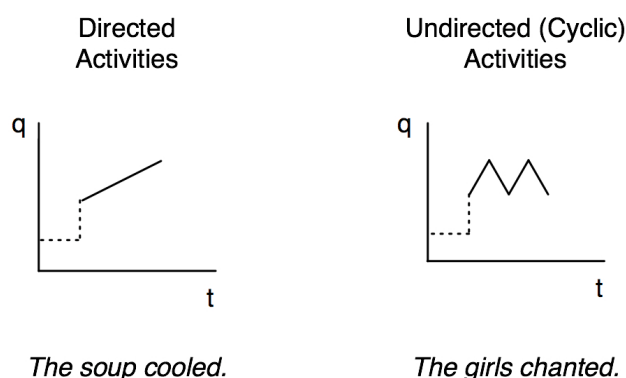 Directed
Activities
q
t
The soup cooled.
Undirected (Cyclic)
Activities
q
t
The girls chanted.